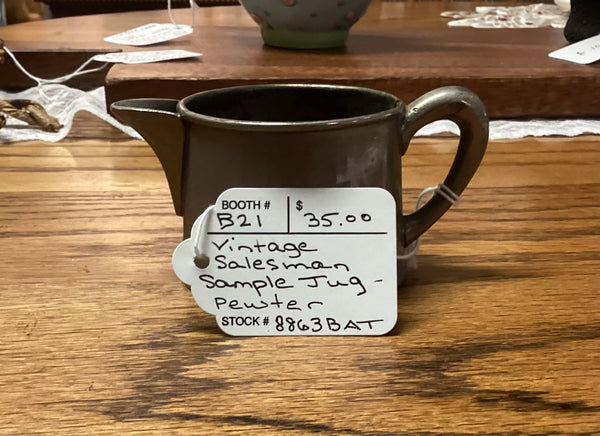 BOOTH # $
B21 35.00
Vintage
Salesman
Sample Jug -
Pewter
STOCK # 8863BAT